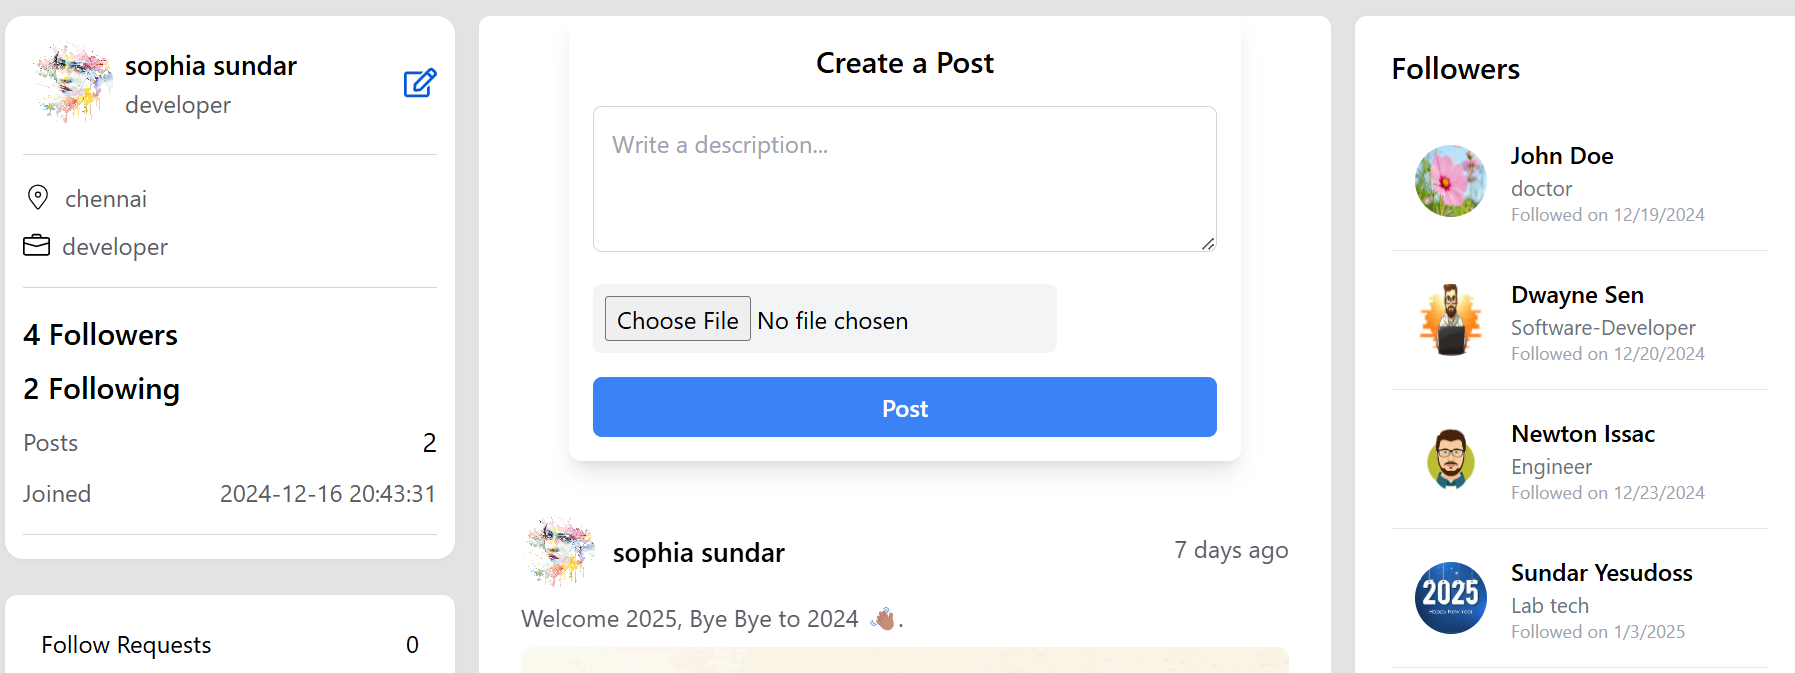 sophia sundar
developer
chennai
developer
4 Followers
2 Following
Posts 2
Joined 2024-12-16 20:43:31
Follow Requests 0
Create a Post
Write a description...
Choose File No file chosen
Post
sophia sundar 7 days ago
Welcome 2025, Bye Bye to 2024 👋🏽.
Followers
John Doe
doctor
Followed on 12/19/2024
Dwayne Sen
Software-Developer
Followed on 12/20/2024
Newton Issac
Engineer
Followed on 12/23/2024
2025
Happy New Year
Sundar Yesudoss
Lab tech
Followed on 1/3/2025